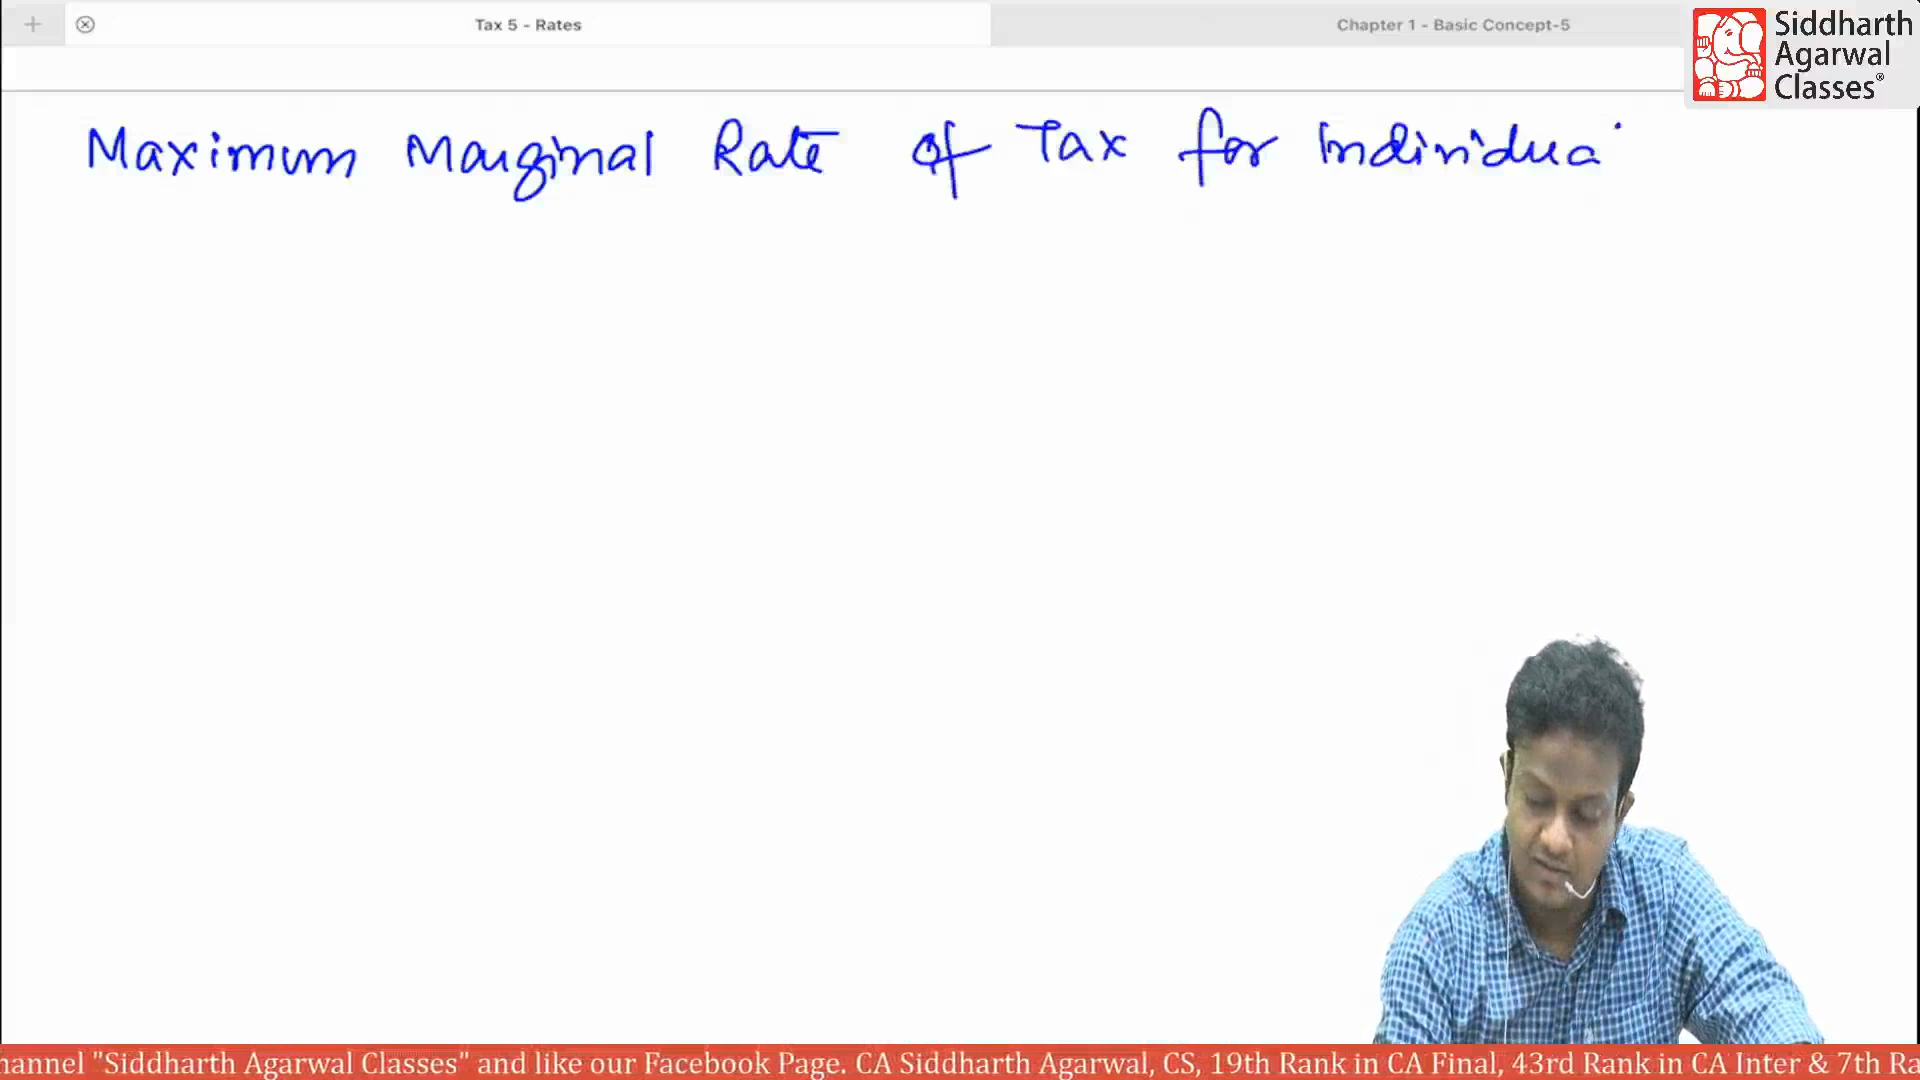 Tax 5 - Rates
Chapter 1 - Basic Concept-5
Siddharth
Agarwal
Classes®
Maximum Marginal Rate of Tax for individua
hannel "Siddharth Agarwal Classes" and like our Facebook Page. CA Siddharth Agarwal, CS, 19th Rank in CA Final, 43rd Rank in CA Inter & 7th Ra